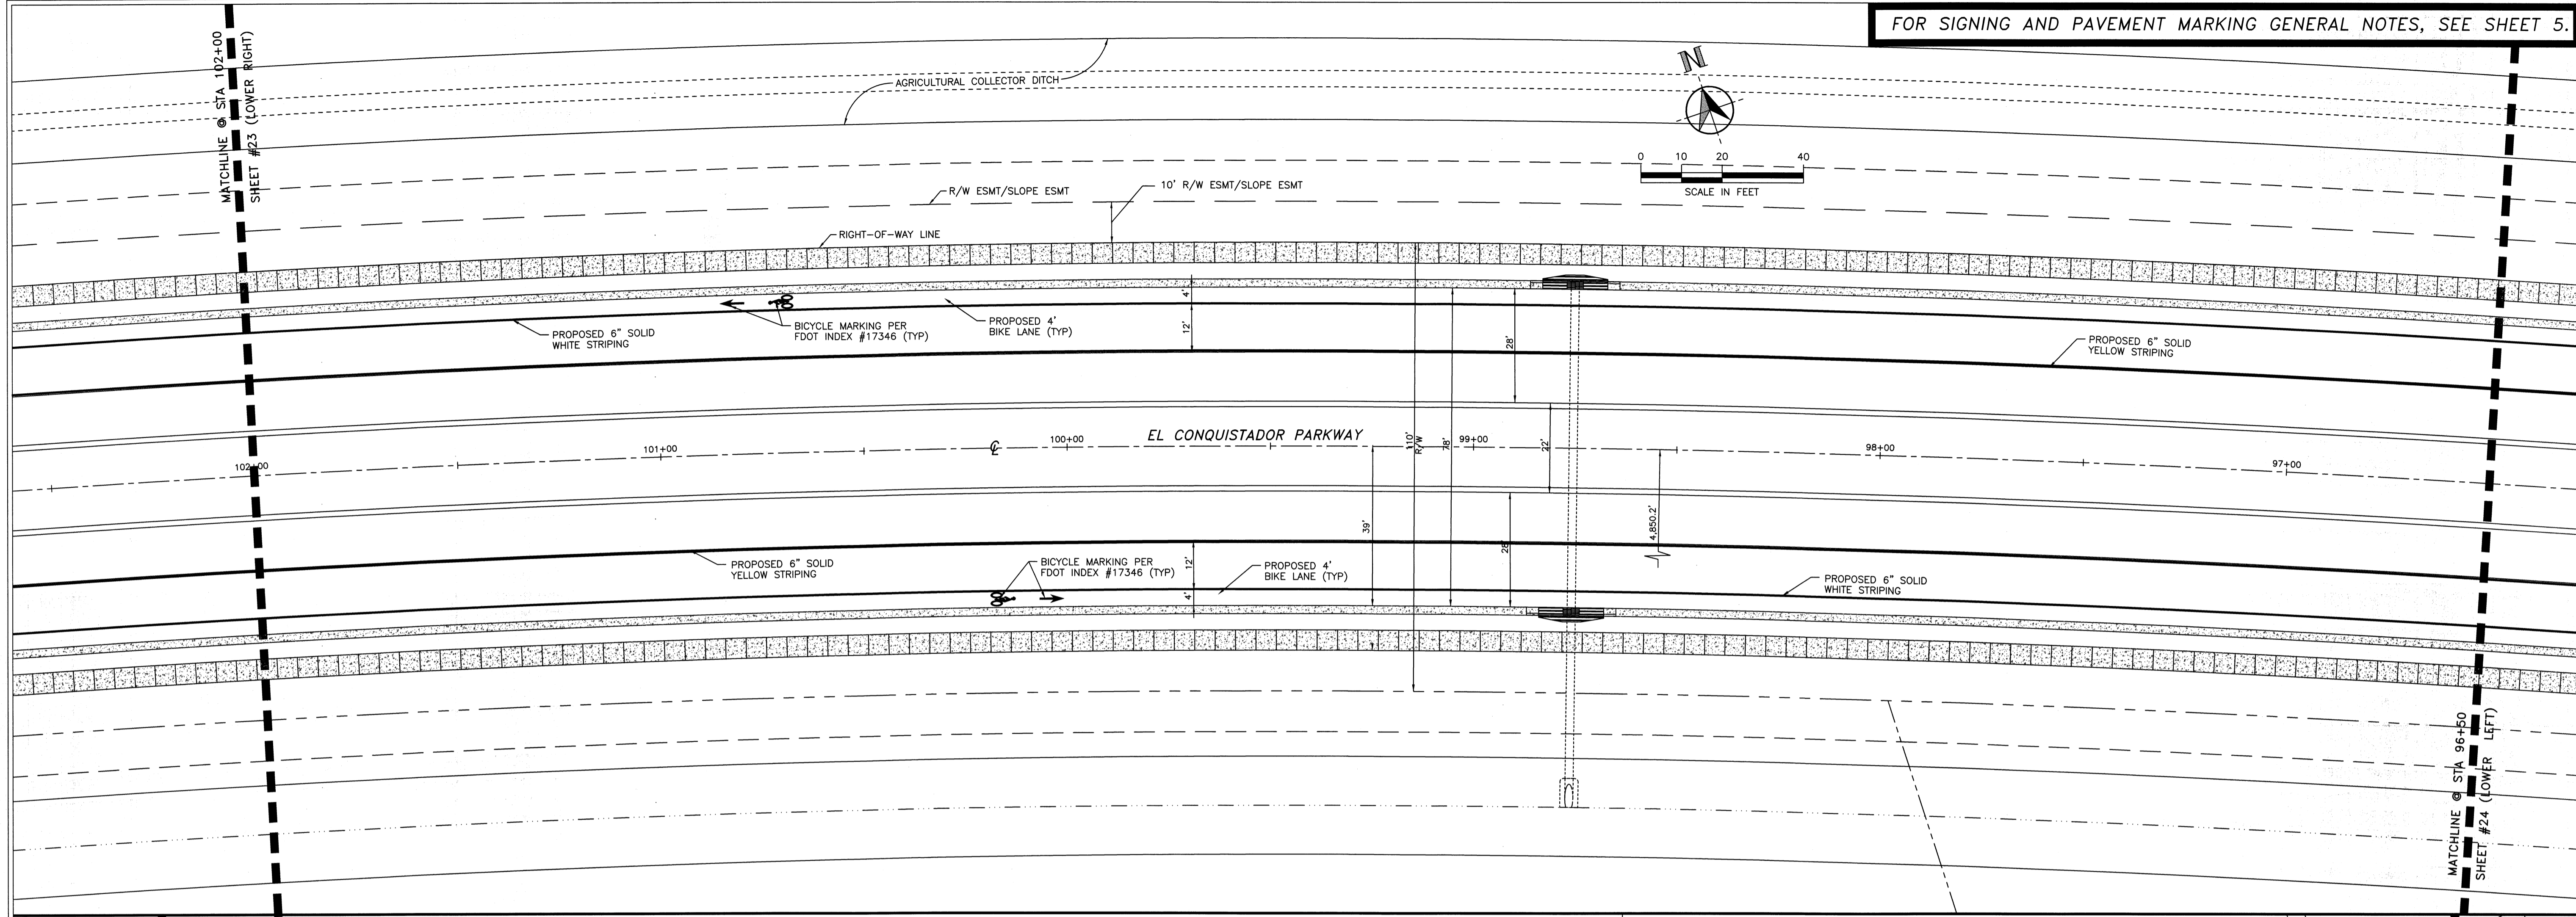 FOR SIGNING AND PAVEMENT MARKING GENERAL NOTES, SEE SHEET 5.
MATCHLINE @ STA 102+00
SHEET #23 (LOWER RIGHT)
AGRICULTURAL COLLECTOR DITCH
N
0 10 20 40
SCALE IN FEET
R/W ESMT/SLOPE ESMT
10' R/W ESMT/SLOPE ESMT
RIGHT-OF-WAY LINE
4'
12'
PROPOSED 6" SOLID
WHITE STRIPING
BICYCLE MARKING PER
FDOT INDEX #17346 (TYP)
PROPOSED 4'
BIKE LANE (TYP)
28'
PROPOSED 6" SOLID
YELLOW STRIPING
EL CONQUISTADOR PARKWAY
102+00
101+00
100+00
99+00
98+00
97+00
110'
R/W
78'
22'
39'
28'
4,850.2'
PROPOSED 6" SOLID
YELLOW STRIPING
BICYCLE MARKING PER
FDOT INDEX #17346 (TYP)
12'
4'
PROPOSED 4'
BIKE LANE (TYP)
PROPOSED 6" SOLID
WHITE STRIPING
MATCHLINE @ STA 96+50
SHEET #24 (LOWER LEFT)